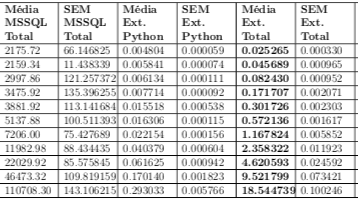 Média SEM Média SEM Média SEM
MSSQL MSSQL Ext. Ext. Ext. Ext.
Total Total Python Python Total Total
2175.72 66.146825 0.004804 0.000059 0.025265 0.000330
2159.34 11.438339 0.005841 0.000074 0.045689 0.000965
2997.86 121.257372 0.006134 0.000111 0.082430 0.000952
3475.92 135.396255 0.007714 0.000092 0.171707 0.002071
3881.92 113.141684 0.015518 0.000538 0.301726 0.002303
5137.88 100.511393 0.016306 0.000115 0.572136 0.001617
7206.00 75.427689 0.022154 0.000156 1.167824 0.005852
11982.98 88.434435 0.040379 0.000604 2.358322 0.011923
22029.92 85.575845 0.061625 0.000942 4.620593 0.024592
46473.32 109.819159 0.170140 0.001823 9.521799 0.073421
110708.30 143.106215 0.293033 0.005766 18.544739 0.100246